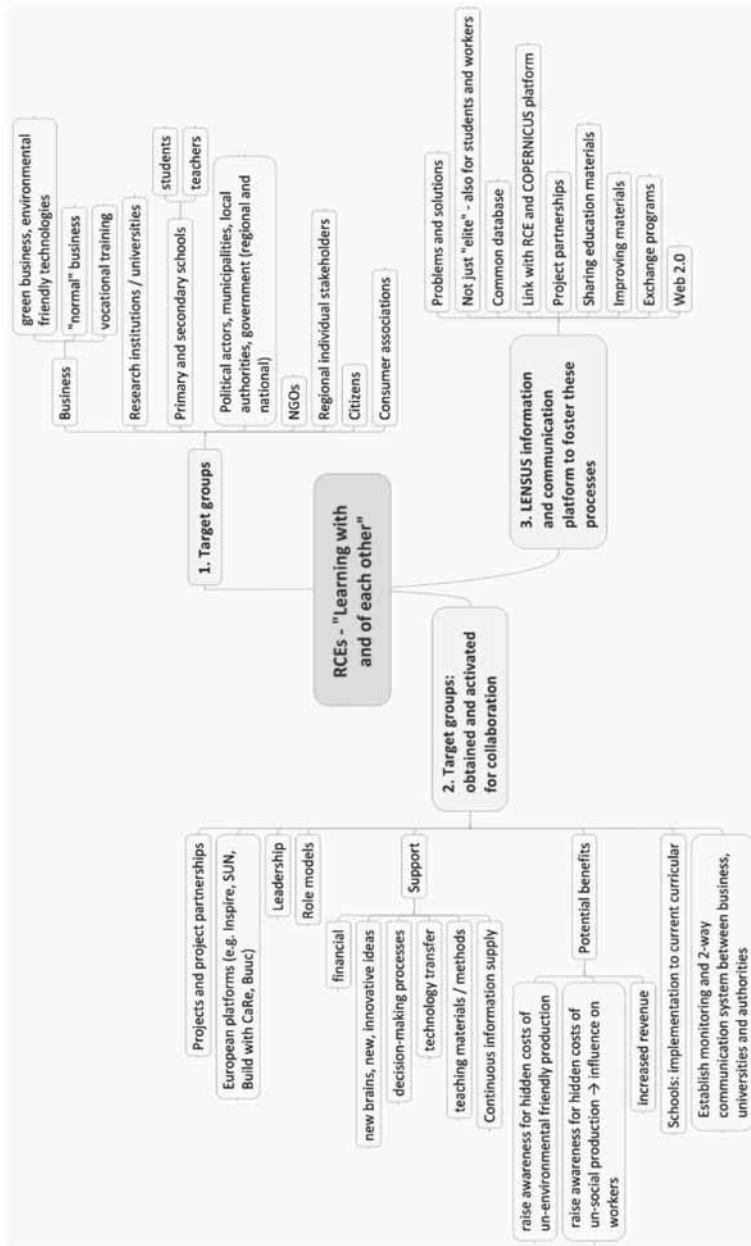 RCEs - "Learning with
and of each other"
1. Target groups
Business
green business, environmental
friendly technologies
"normal" business
vocational training
Research institutions / universities
Primary and secondary schools
students
teachers
Political actors, municipalities, local
authorities, government (regional and
national)
NGOs
Regional individual stakeholders
Citizens
Consumer associations
2. Target groups:
obtained and activated
for collaboration
Projects and project partnerships
European platforms (e.g. Inspire, SUN,
Build with CaRe, Buuc)
Leadership
Role models
Support
financial
new brains, new, innovative ideas
decision-making processes
technology transfer
teaching materials / methods
Continuous information supply
Potential benefits
raise awareness for hidden costs of
un-environmental friendly production
raise awareness for hidden costs of
un-social production → influence on
workers
increased revenue
Schools: implementation to current curricular
Establish monitoring and 2-way
communication system between business,
universities and authorities
3. LENSUS information
and communication
platform to foster these
processes
Problems and solutions
Not just "elite" - also for students and workers
Common database
Link with RCE and COPERNICUS platform
Project partnerships
Sharing education materials
Improving materials
Exchange programs
Web 2.0